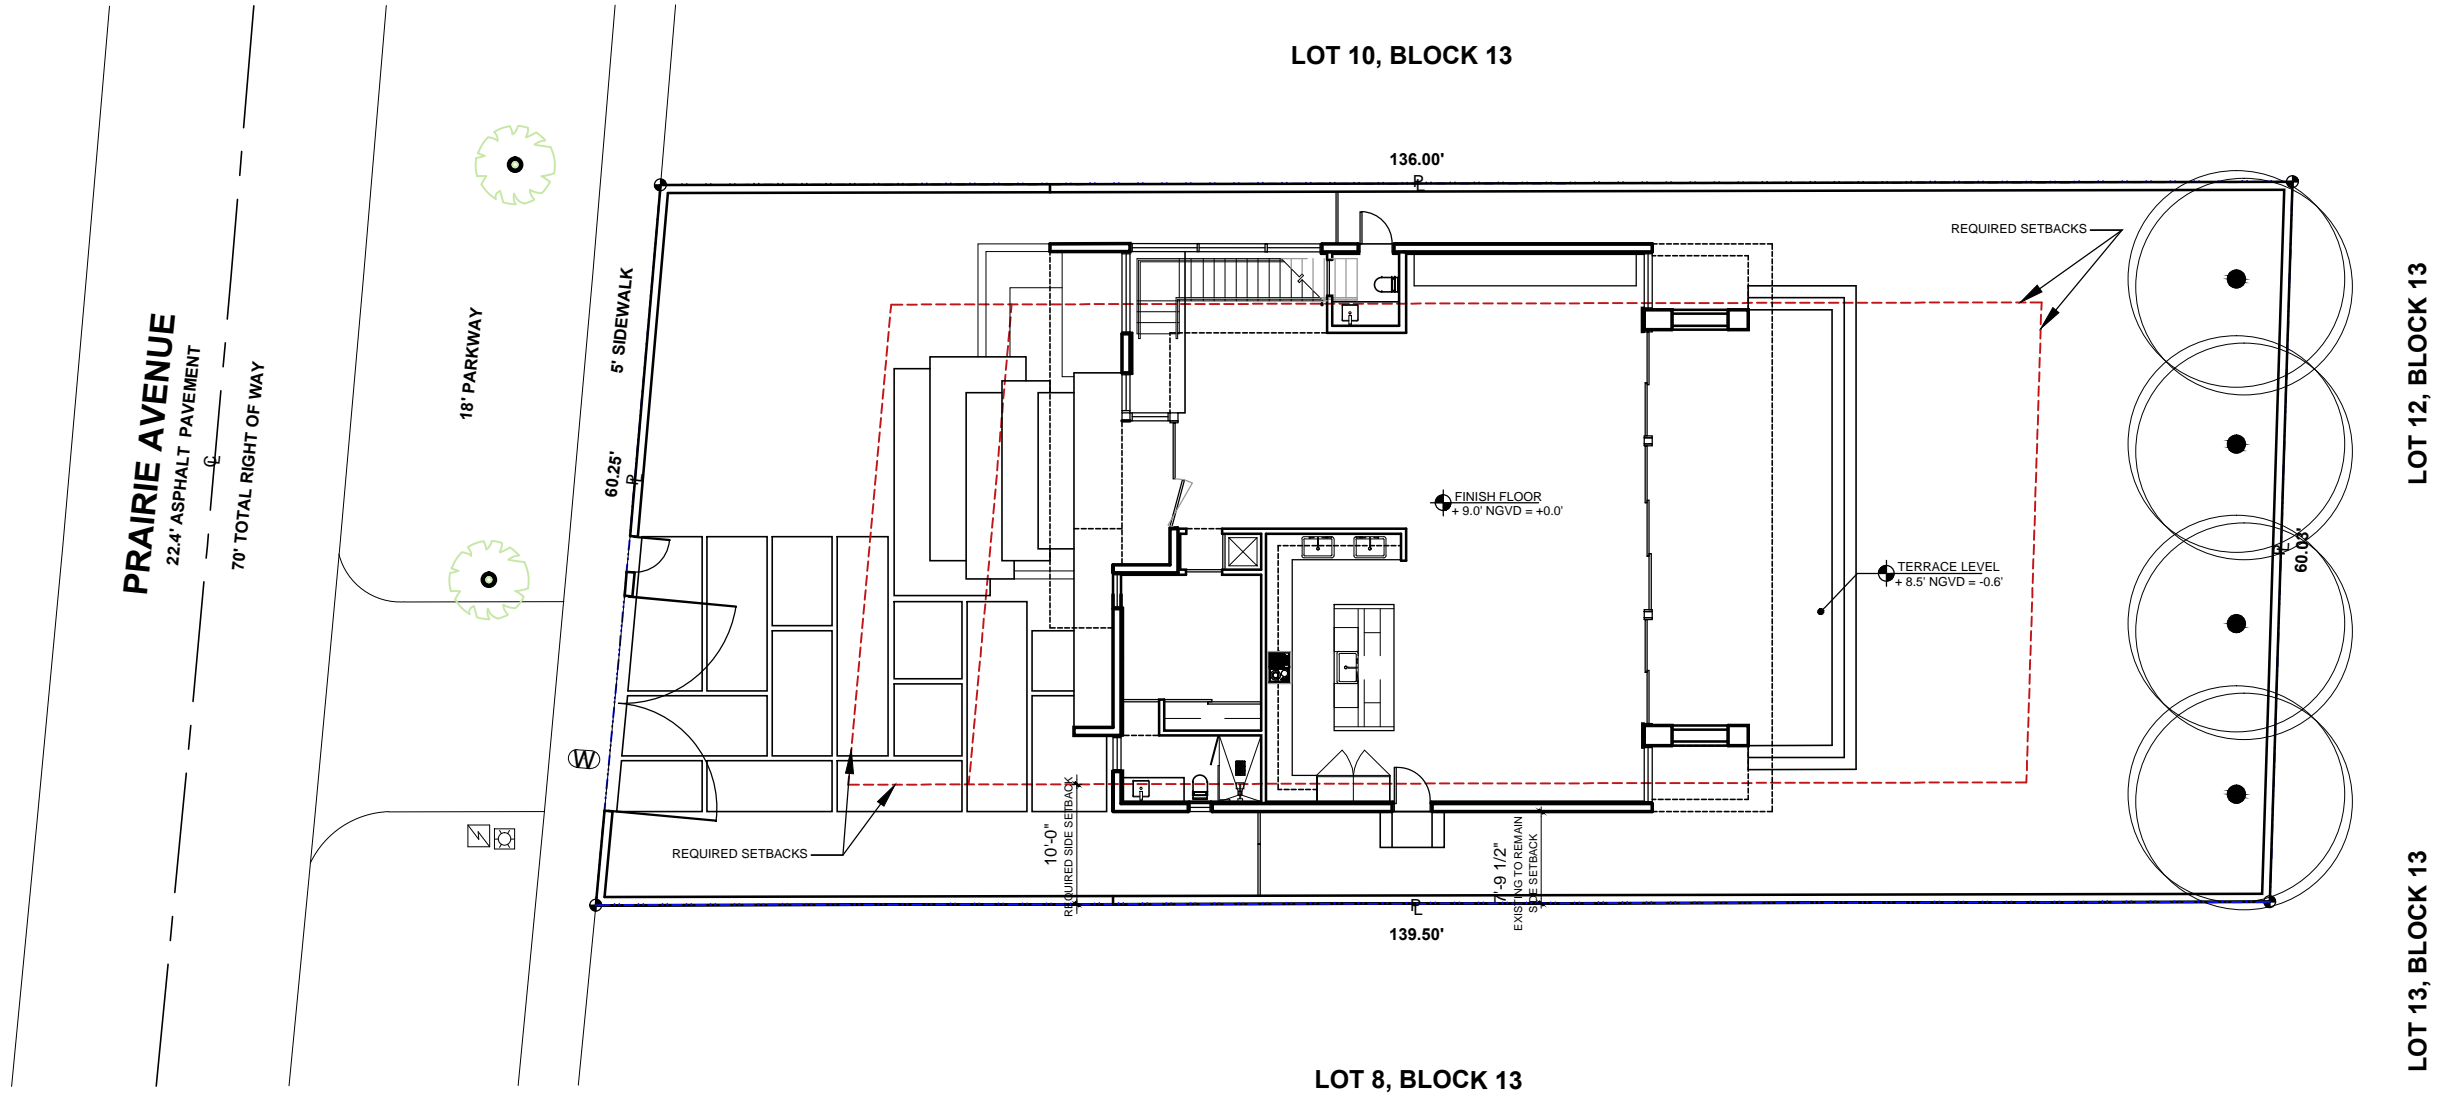 LOT 10, BLOCK 13
136.00'
REQUIRED SETBACKS
PRAIRIE AVENUE
22.4' ASPHALT PAVEMENT
70' TOTAL RIGHT OF WAY
18' PARKWAY
5' SIDEWALK
60.25'
FINISH FLOOR
+ 9.0' NGVD = +0.0'
TERRACE LEVEL
+ 8.5' NGVD = -0.6'
60.03'
LOT 12, BLOCK 13
W
REQUIRED SETBACKS
10'-0"
REQUIRED SIDE SETBACK
7'-9 1/2"
EXISTING TO REMAIN
SIDE SETBACK
139.50'
LOT 13, BLOCK 13
LOT 8, BLOCK 13